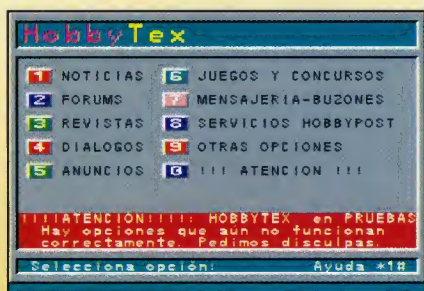 HobbyTex
1 NOTICIAS 6 JUEGOS Y CONCURSOS
2 FORUMS 7 MENSAJERIA-BUZONES
3 REVISTAS 8 SERVICIOS HOBBYPOST
4 DIALOGOS 9 OTRAS OPCIONES
5 ANUNCIOS 0 !!! ATENCION !!!
!!!!ATENCION!!!!: HOBBYTEX en PRUEBAS
Hay opciones que aún no funcionan
correctamente. Pedimos disculpas.
Selecciona opción: Ayuda *1#